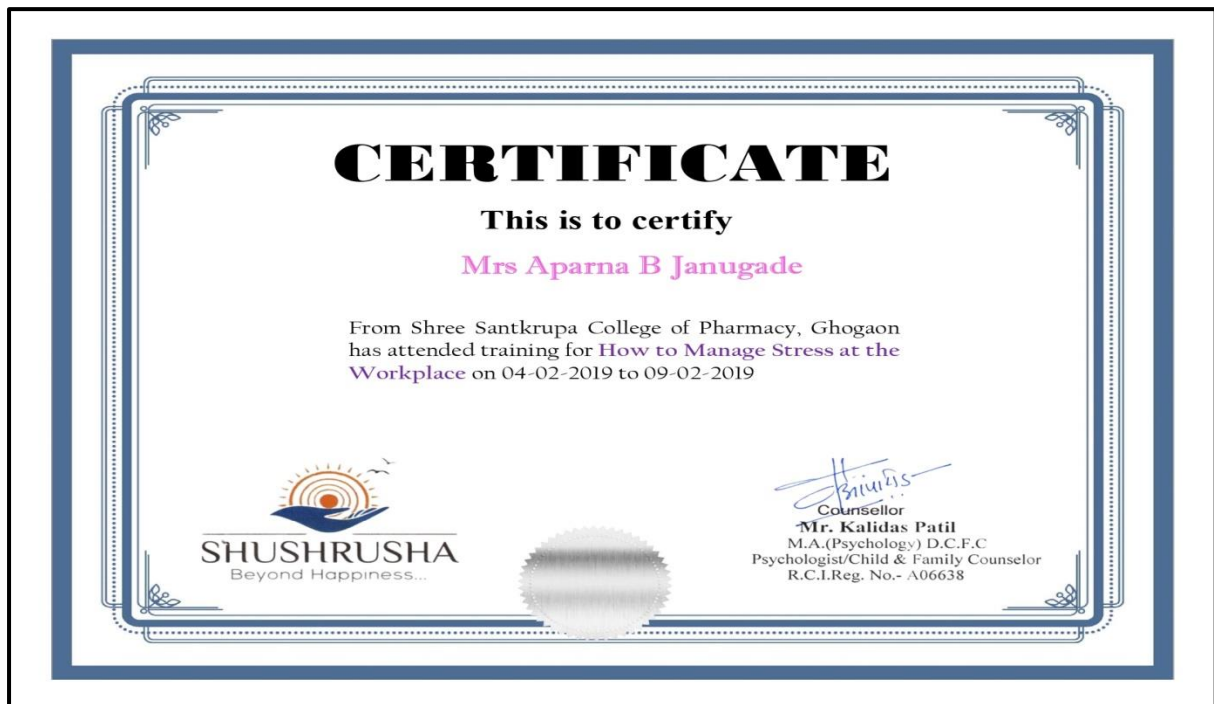 CERTIFICATE
This is to certify
Mrs Aparna B Janugade
From Shree Santkrupa College of Pharmacy, Ghogaon
has attended training for How to Manage Stress at the
Workplace on 04-02-2019 to 09-02-2019
SHUSHRUSHA
Beyond Happiness...
Counsellor
Mr. Kalidas Patil
M.A.(Psychology) D.C.F.C
Psychologist/Child & Family Counselor
R.C.I.Reg. No.- A06638